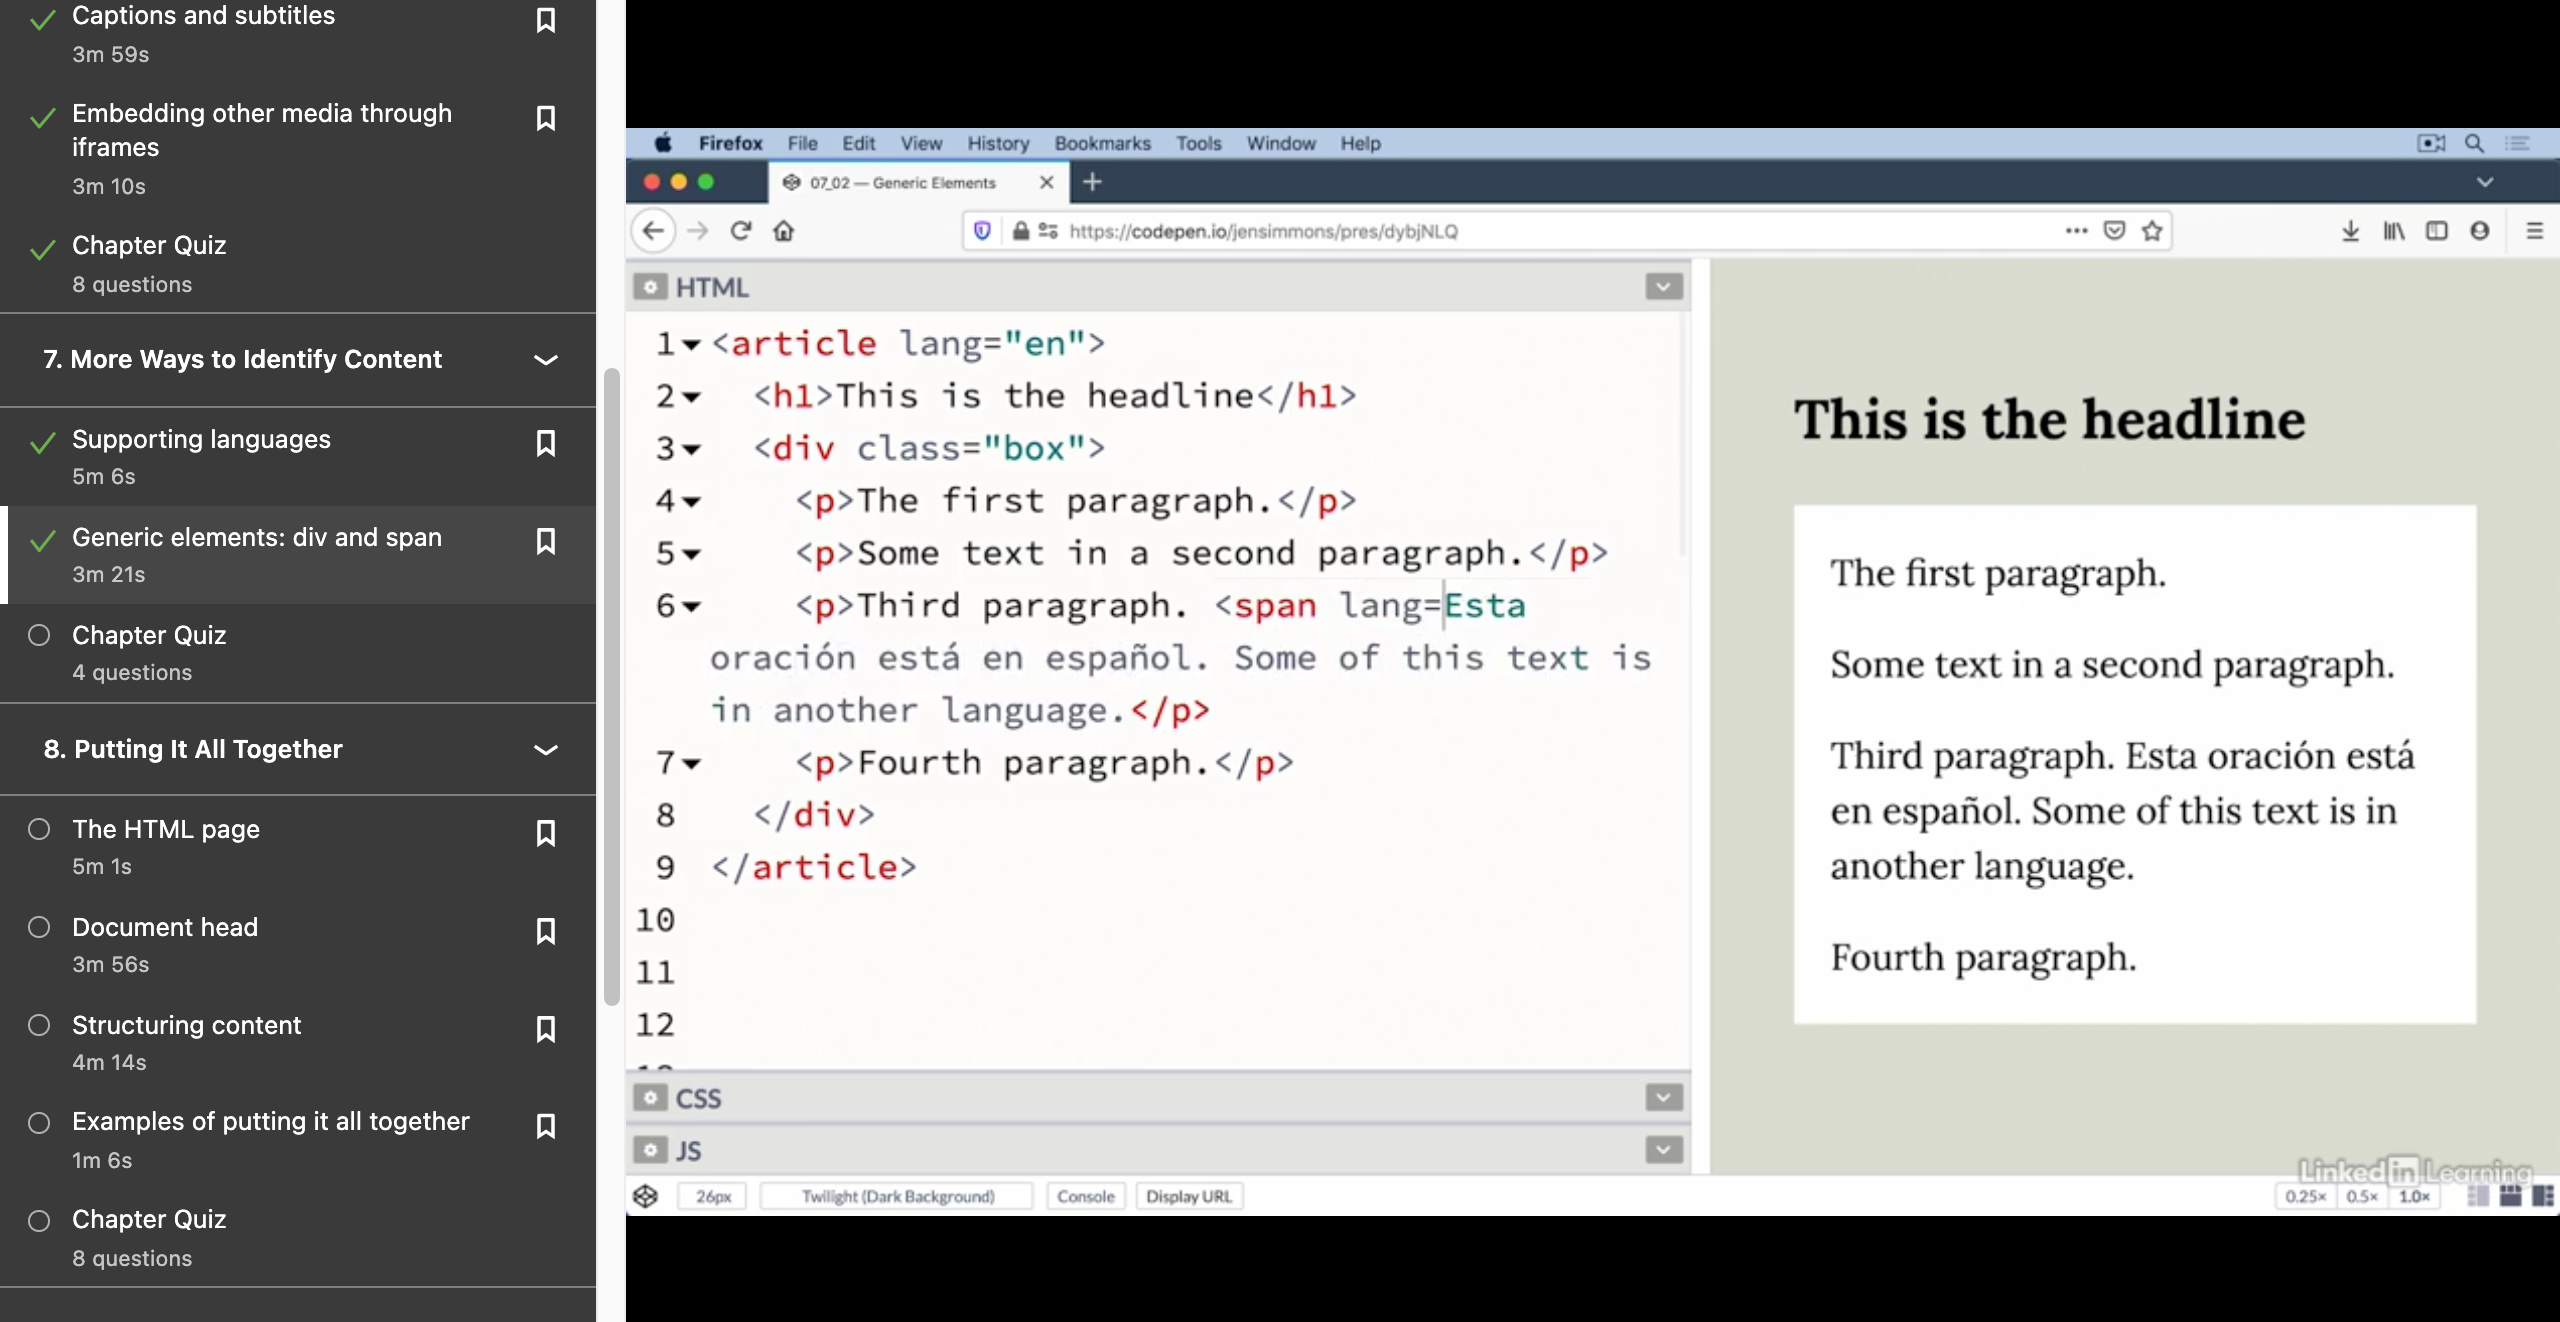 Captions and subtitles
3m 59s
Embedding other media through
iframes
3m 10s
Chapter Quiz
8 questions
7. More Ways to Identify Content
Supporting languages
5m 6s
Generic elements: div and span
3m 21s
Chapter Quiz
4 questions
8. Putting It All Together
The HTML page
5m 1s
Document head
3m 56s
Structuring content
4m 14s
Examples of putting it all together
1m 6s
Chapter Quiz
8 questions
Firefox File Edit View History Bookmarks Tools Window Help
07_02 — Generic Elements
https://codepen.io/jensimmons/pres/dybjNLQ
HTML
1 <article lang="en">
2 <h1>This is the headline</h1>
3 <div class="box">
4 <p>The first paragraph.</p>
5 <p>Some text in a second paragraph.</p>
6 <p>Third paragraph. <span lang=Esta
oración está en español. Some of this text is
in another language.</p>
7 <p>Fourth paragraph.</p>
8 </div>
9 </article>
10
11
12
CSS
JS
26px Twilight (Dark Background) Console Display URL
This is the headline
The first paragraph.
Some text in a second paragraph.
Third paragraph. Esta oración está
en español. Some of this text is in
another language.
Fourth paragraph.
Linked in Learning
0.25× 0.5× 1.0×